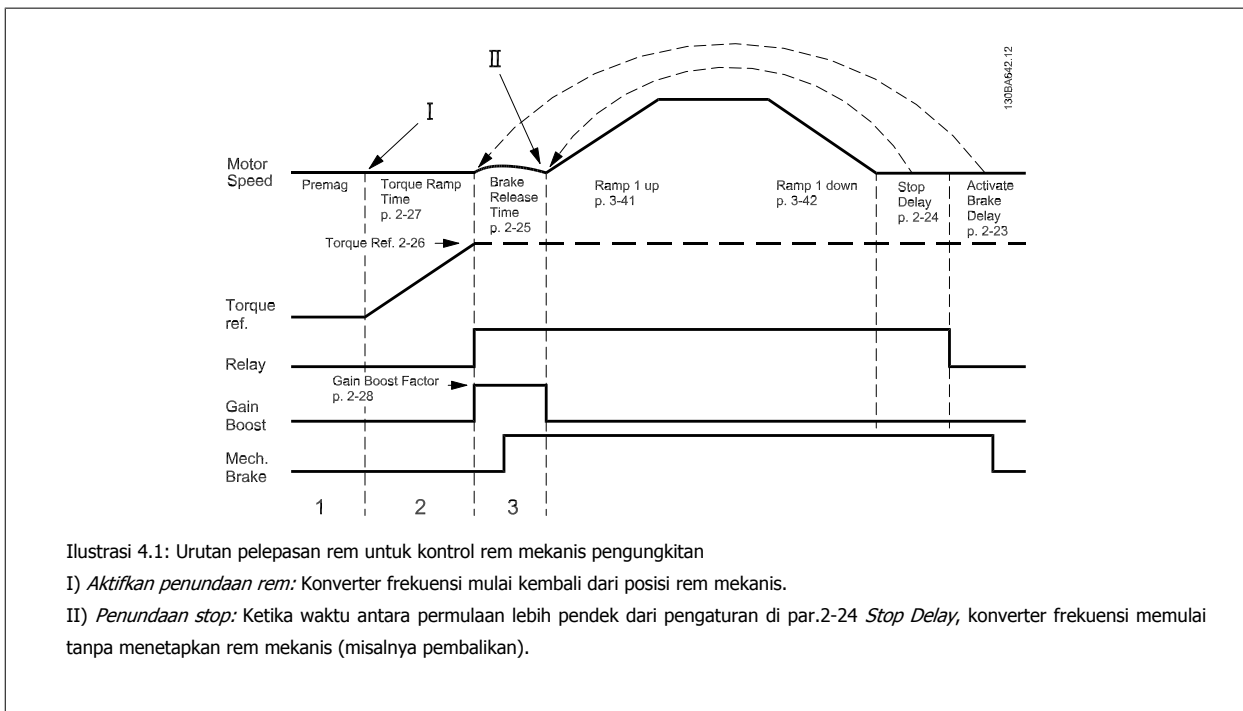 130BA642.12
I
II
Motor
Speed
Premag
Torque Ramp
Time
p. 2-27
Brake
Release
Time
p. 2-25
Ramp 1 up
p. 3-41
Ramp 1 down
p. 3-42
Stop
Delay
p. 2-24
Activate
Brake
Delay
p. 2-23
Torque Ref. 2-26
Torque
ref.
Relay
Gain Boost Factor
p. 2-28
Gain
Boost
Mech.
Brake
1
2
3
Ilustrasi 4.1: Urutan pelepasan rem untuk kontrol rem mekanis pengungkitan
I) Aktifkan penundaan rem: Konverter frekuensi mulai kembali dari posisi rem mekanis.
II) Penundaan stop: Ketika waktu antara permulaan lebih pendek dari pengaturan di par.2-24 Stop Delay, konverter frekuensi memulai
tanpa menetapkan rem mekanis (misalnya pembalikan).